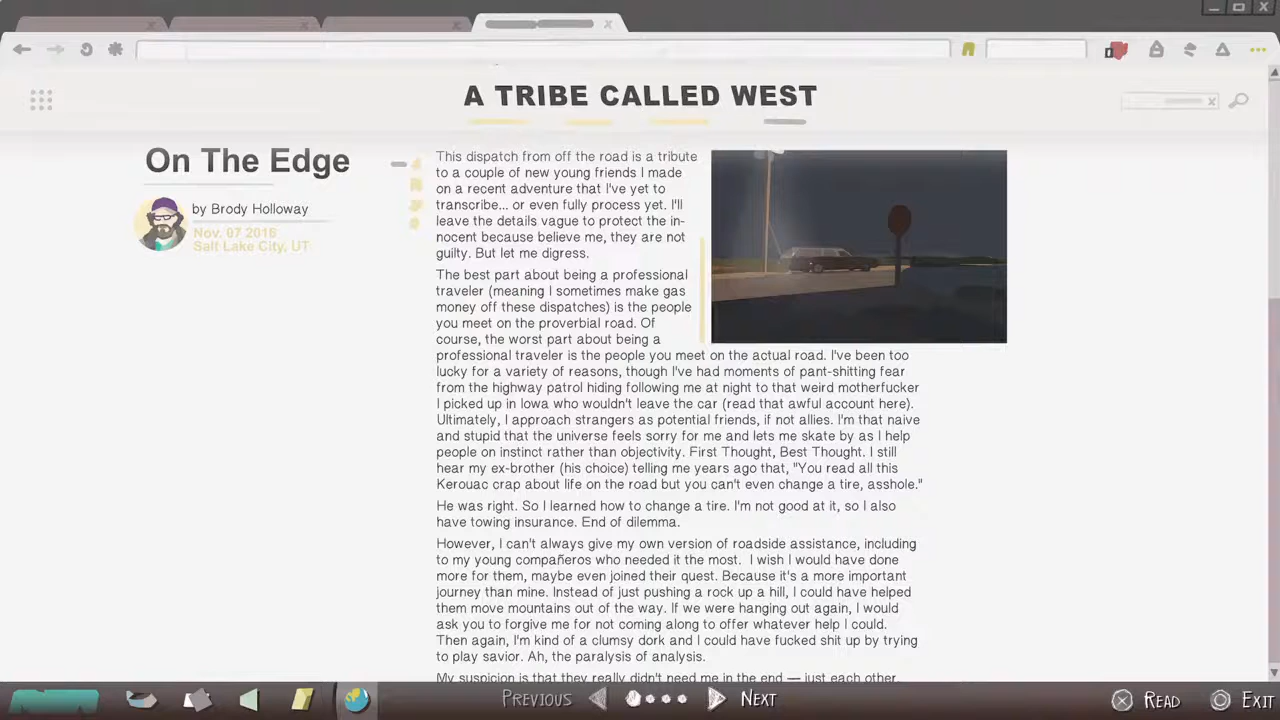 A TRIBE CALLED WEST
On The Edge
by Brody Holloway
Nov. 07 2016
Salt Lake City, UT
This dispatch from off the road is a tribute
to a couple of new young friends I made
on a recent adventure that I've yet to
transcribe... or even fully process yet. I'll
leave the details vague to protect the in-
nocent because believe me, they are not
guilty. But let me digress.
The best part about being a professional
traveler (meaning I sometimes make gas
money off these dispatches) is the people
you meet on the proverbial road. Of
course, the worst part about being a
professional traveler is the people you meet on the actual road. I've been too
lucky for a variety of reasons, though I've had moments of pant-shitting fear
from the highway patrol hiding following me at night to that weird motherfucker
I picked up in Iowa who wouldn't leave the car (read that awful account here).
Ultimately, I approach strangers as potential friends, if not allies. I'm that naive
and stupid that the universe feels sorry for me and lets me skate by as I help
people on instinct rather than objectivity. First Thought, Best Thought. I still
hear my ex-brother (his choice) telling me years ago that, "You read all this
Kerouac crap about life on the road but you can't even change a tire, asshole."
He was right. So I learned how to change a tire. I'm not good at it, so I also
have towing insurance. End of dilemma.
However, I can't always give my own version of roadside assistance, including
to my young compañeros who needed it the most.  I wish I would have done
more for them, maybe even joined their quest. Because it's a more important
journey than mine. Instead of just pushing a rock up a hill, I could have helped
them move mountains out of the way. If we were hanging out again, I would
ask you to forgive me for not coming along to offer whatever help I could.
Then again, I'm kind of a clumsy dork and I could have fucked shit up by trying
to play savior. Ah, the paralysis of analysis.
My suspicion is that they really didn't need me in the end — just each other.
PREVIOUS
NEXT
READ
EXIT